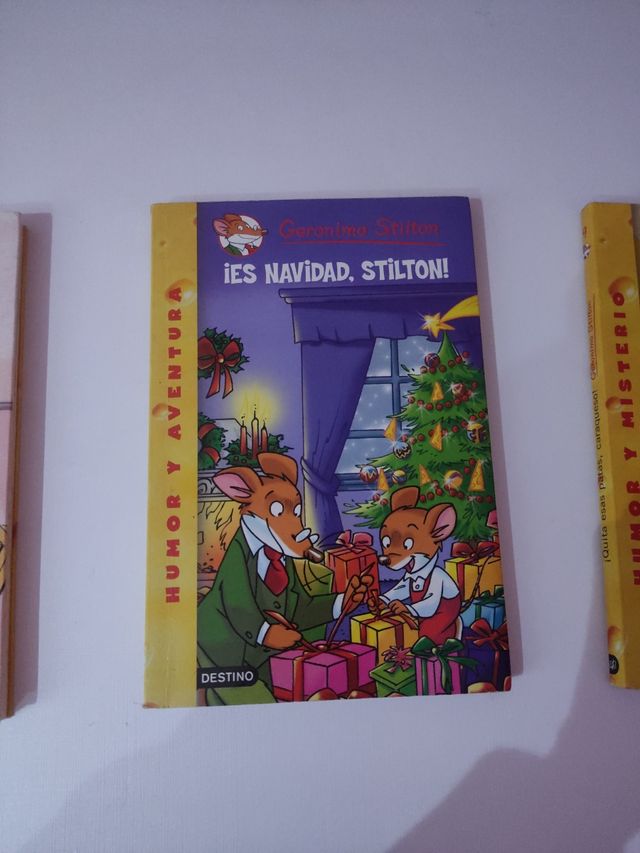 Geronimo Stilton
¡ES NAVIDAD, STILTON!
HUMOR Y AVENTURA
DESTINO
¡Quita esas patas, caraqueso! Geronimo Stilton
HUMOR Y MISTERIO